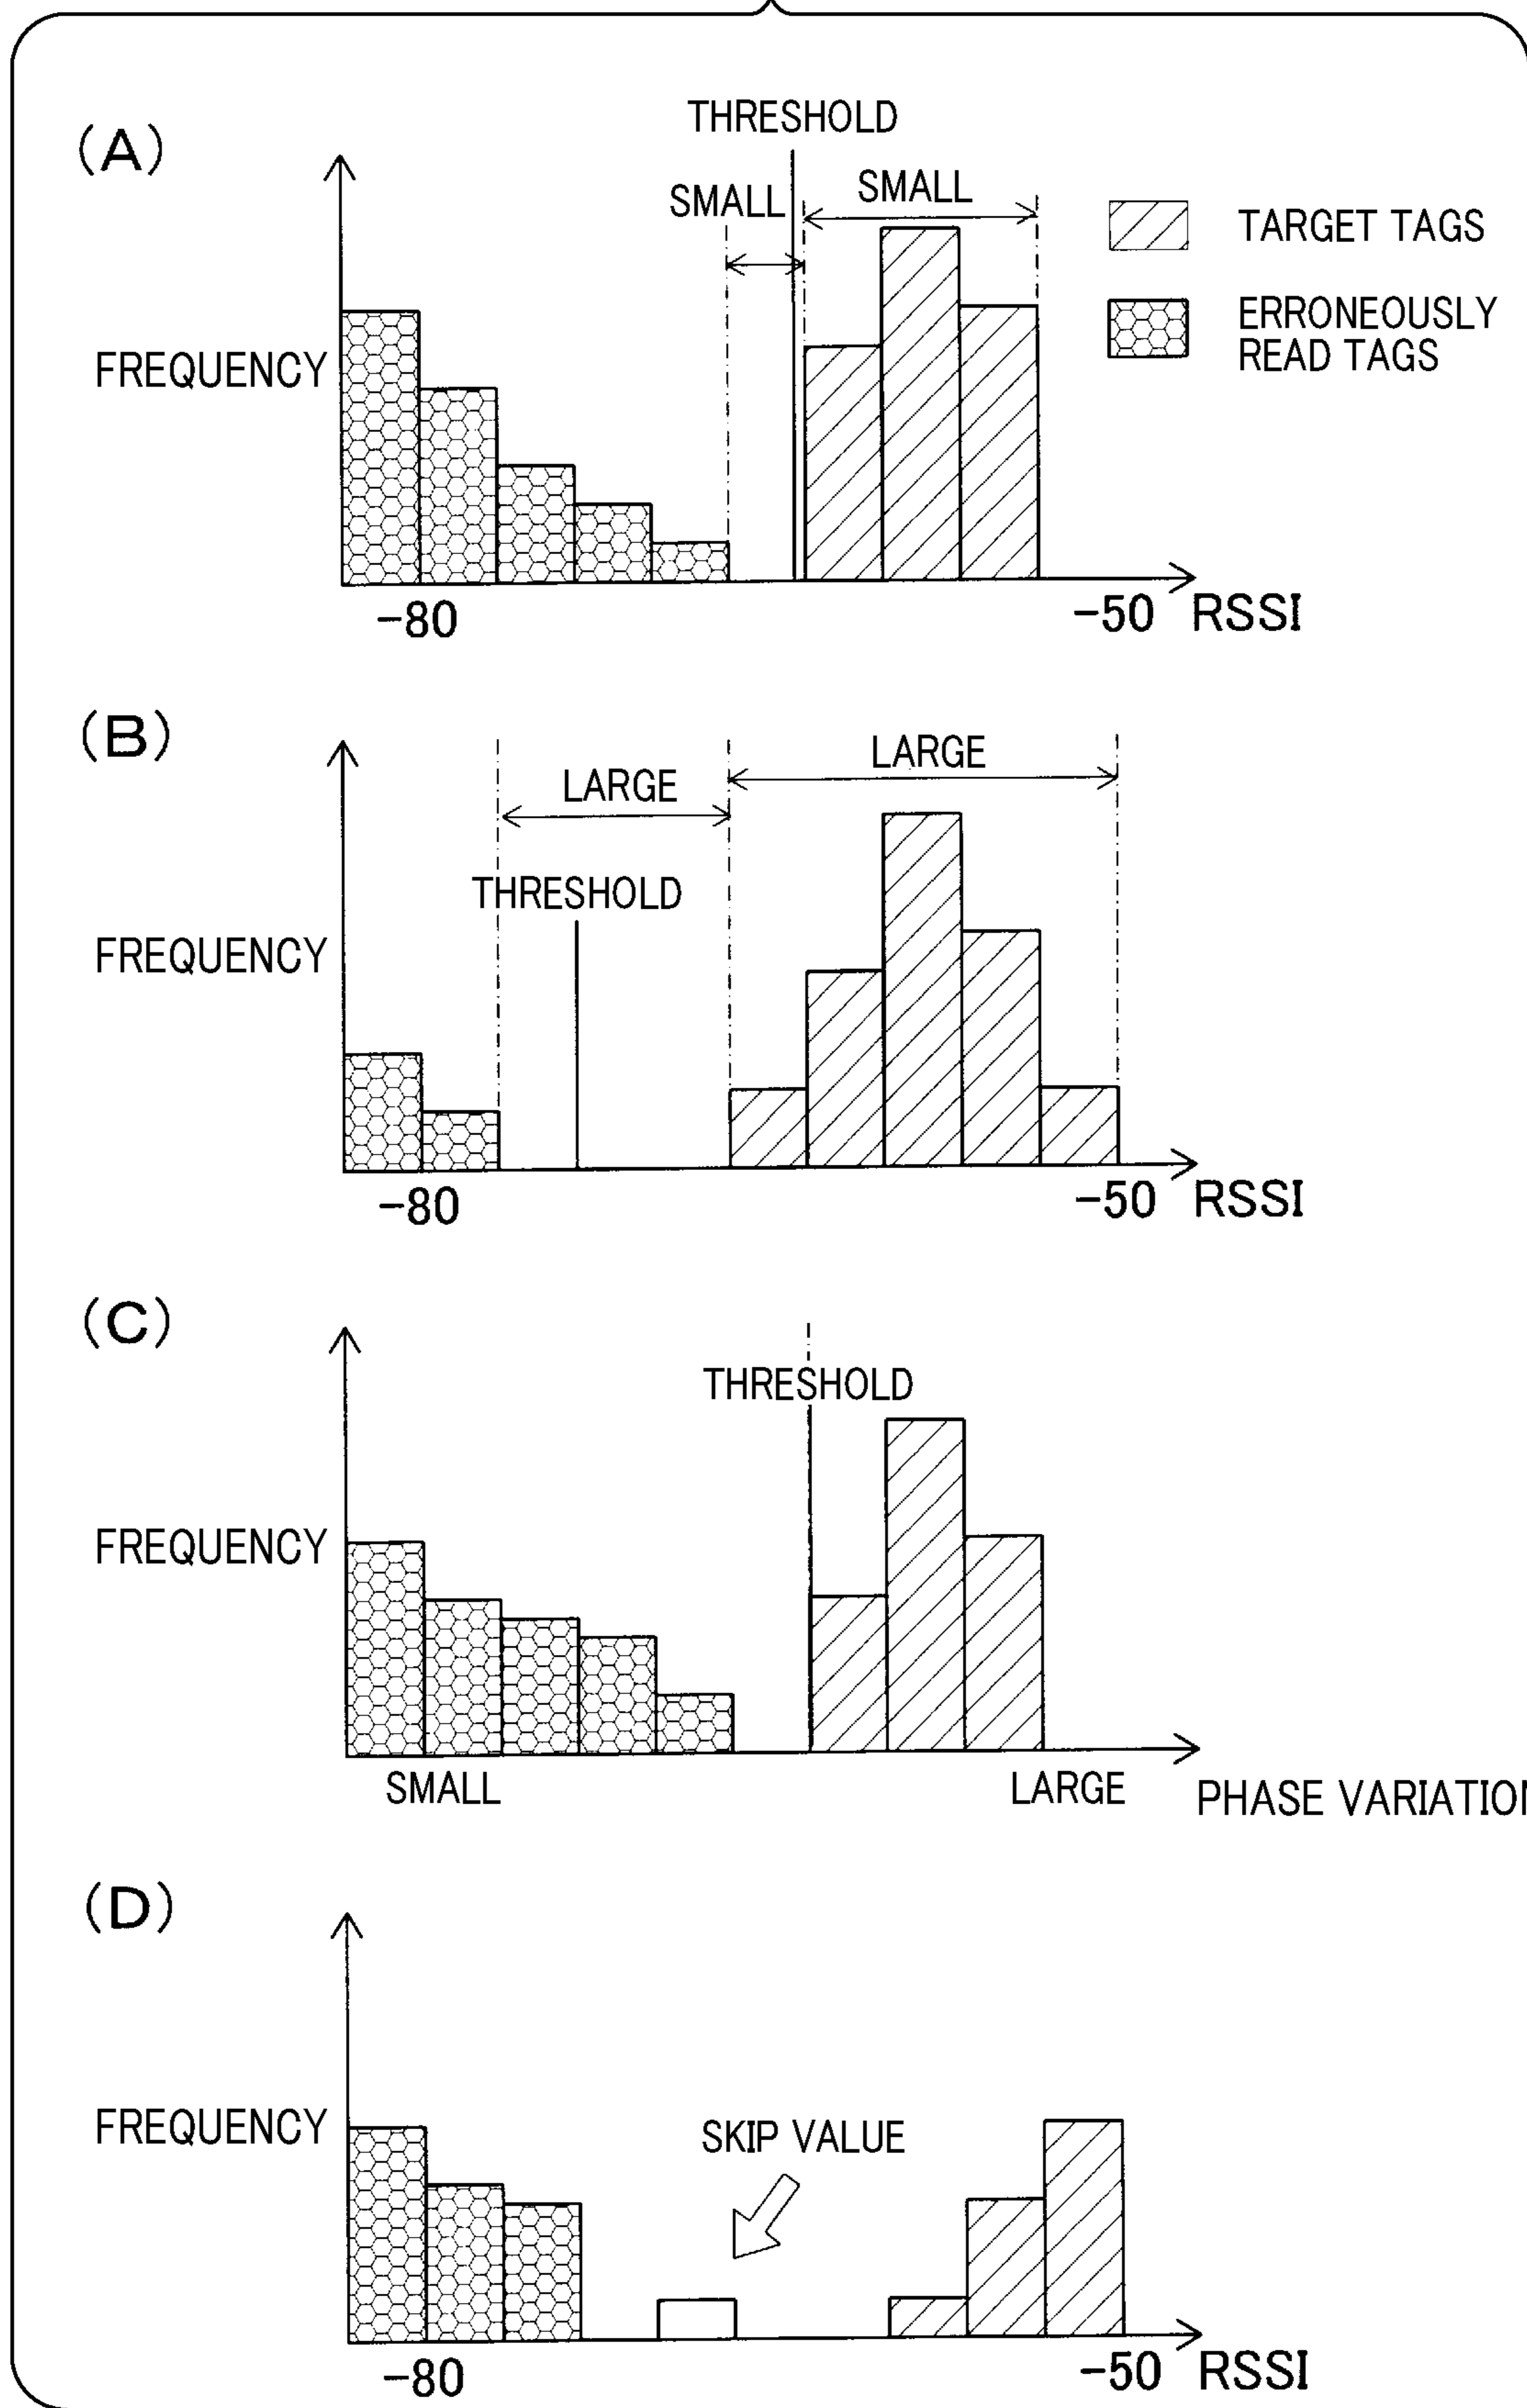 (A)
THRESHOLD
SMALL
SMALL
TARGET TAGS
ERRONEOUSLY
READ TAGS
FREQUENCY
-80
-50 RSSI
(B)
LARGE
LARGE
THRESHOLD
FREQUENCY
-80
-50 RSSI
(C)
THRESHOLD
FREQUENCY
SMALL
LARGE
PHASE VARIATION
(D)
FREQUENCY
SKIP VALUE
-80
-50 RSSI